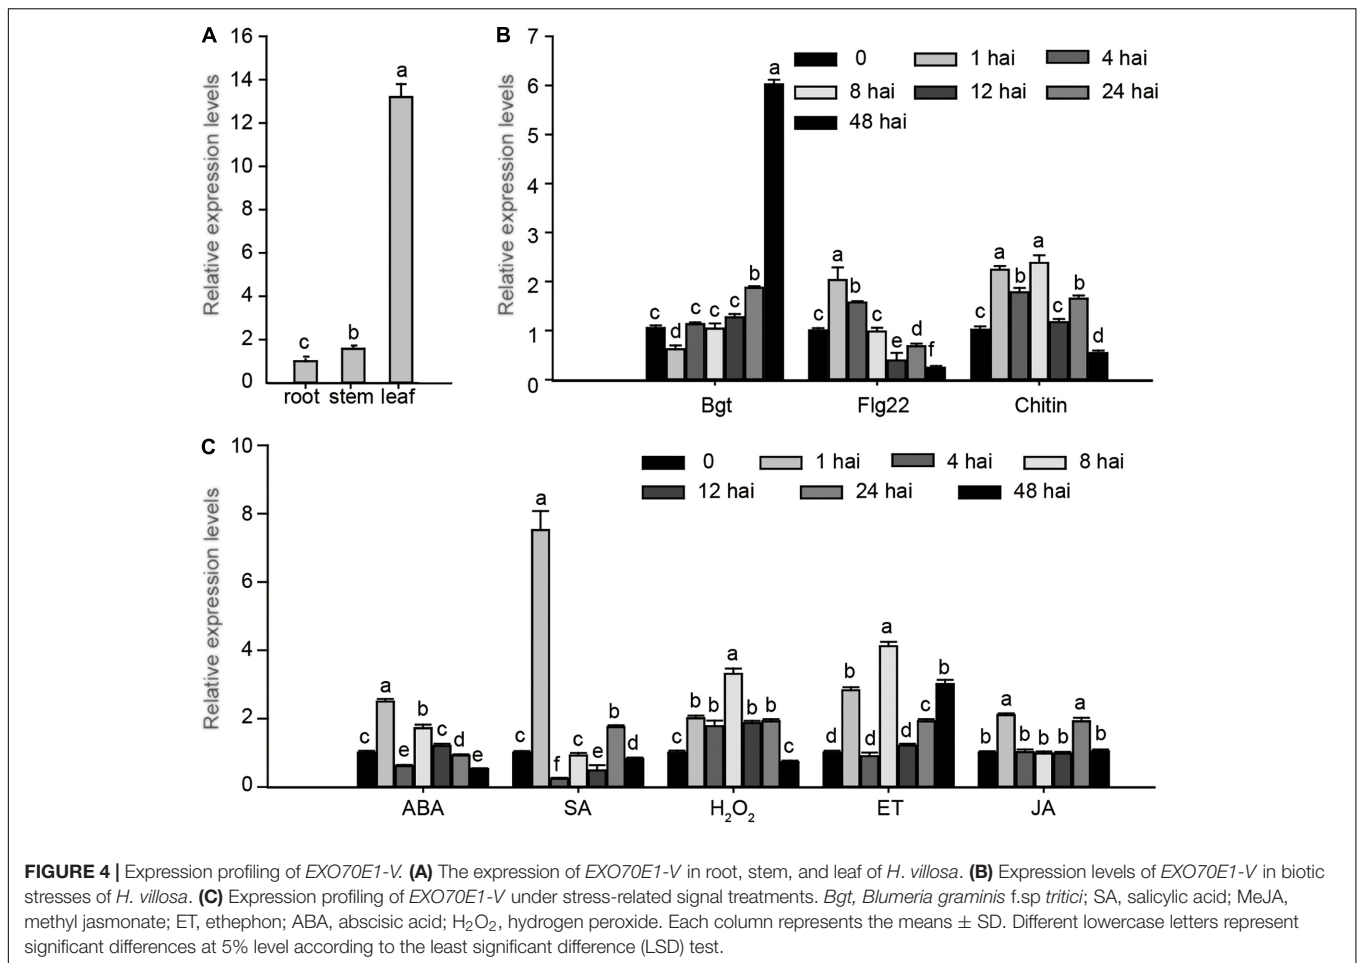 A
16
14
12
10
8
6
4
2
0
Relative expression levels
c
b
a
root stem leaf
B
7
6
5
4
3
2
1
0
Relative expression levels
0 1 hai 4 hai
8 hai 12 hai 24 hai
48 hai
c d c c c b a
c a b c e d f
c a b a c b d
Bgt Flg22 Chitin
C
10
8
6
4
2
0
Relative expression levels
0 1 hai 4 hai 8 hai
12 hai 24 hai 48 hai
c a e b c d e
c a f c e b d
c b b a b b c
d b d a d c b
b a b b b a b
ABA SA H₂O₂ ET JA
FIGURE 4 | Expression profiling of EXO70E1-V. (A) The expression of EXO70E1-V in root, stem, and leaf of H. villosa. (B) Expression levels of EXO70E1-V in biotic
stresses of H. villosa. (C) Expression profiling of EXO70E1-V under stress-related signal treatments. Bgt, Blumeria graminis f.sp tritici; SA, salicylic acid; MeJA,
methyl jasmonate; ET, ethephon; ABA, abscisic acid; H₂O₂, hydrogen peroxide. Each column represents the means ± SD. Different lowercase letters represent
significant differences at 5% level according to the least significant difference (LSD) test.